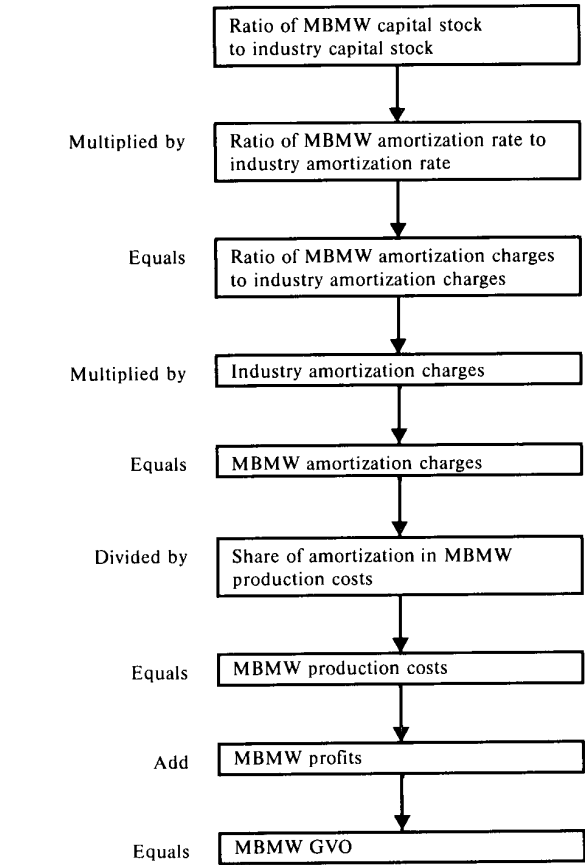 Ratio of MBMW capital stock
to industry capital stock
Multiplied by
Ratio of MBMW amortization rate to
industry amortization rate
Equals
Ratio of MBMW amortization charges
to industry amortization charges
Multiplied by
Industry amortization charges
Equals
MBMW amortization charges
Divided by
Share of amortization in MBMW
production costs
Equals
MBMW production costs
Add
MBMW profits
Equals
MBMW GVO